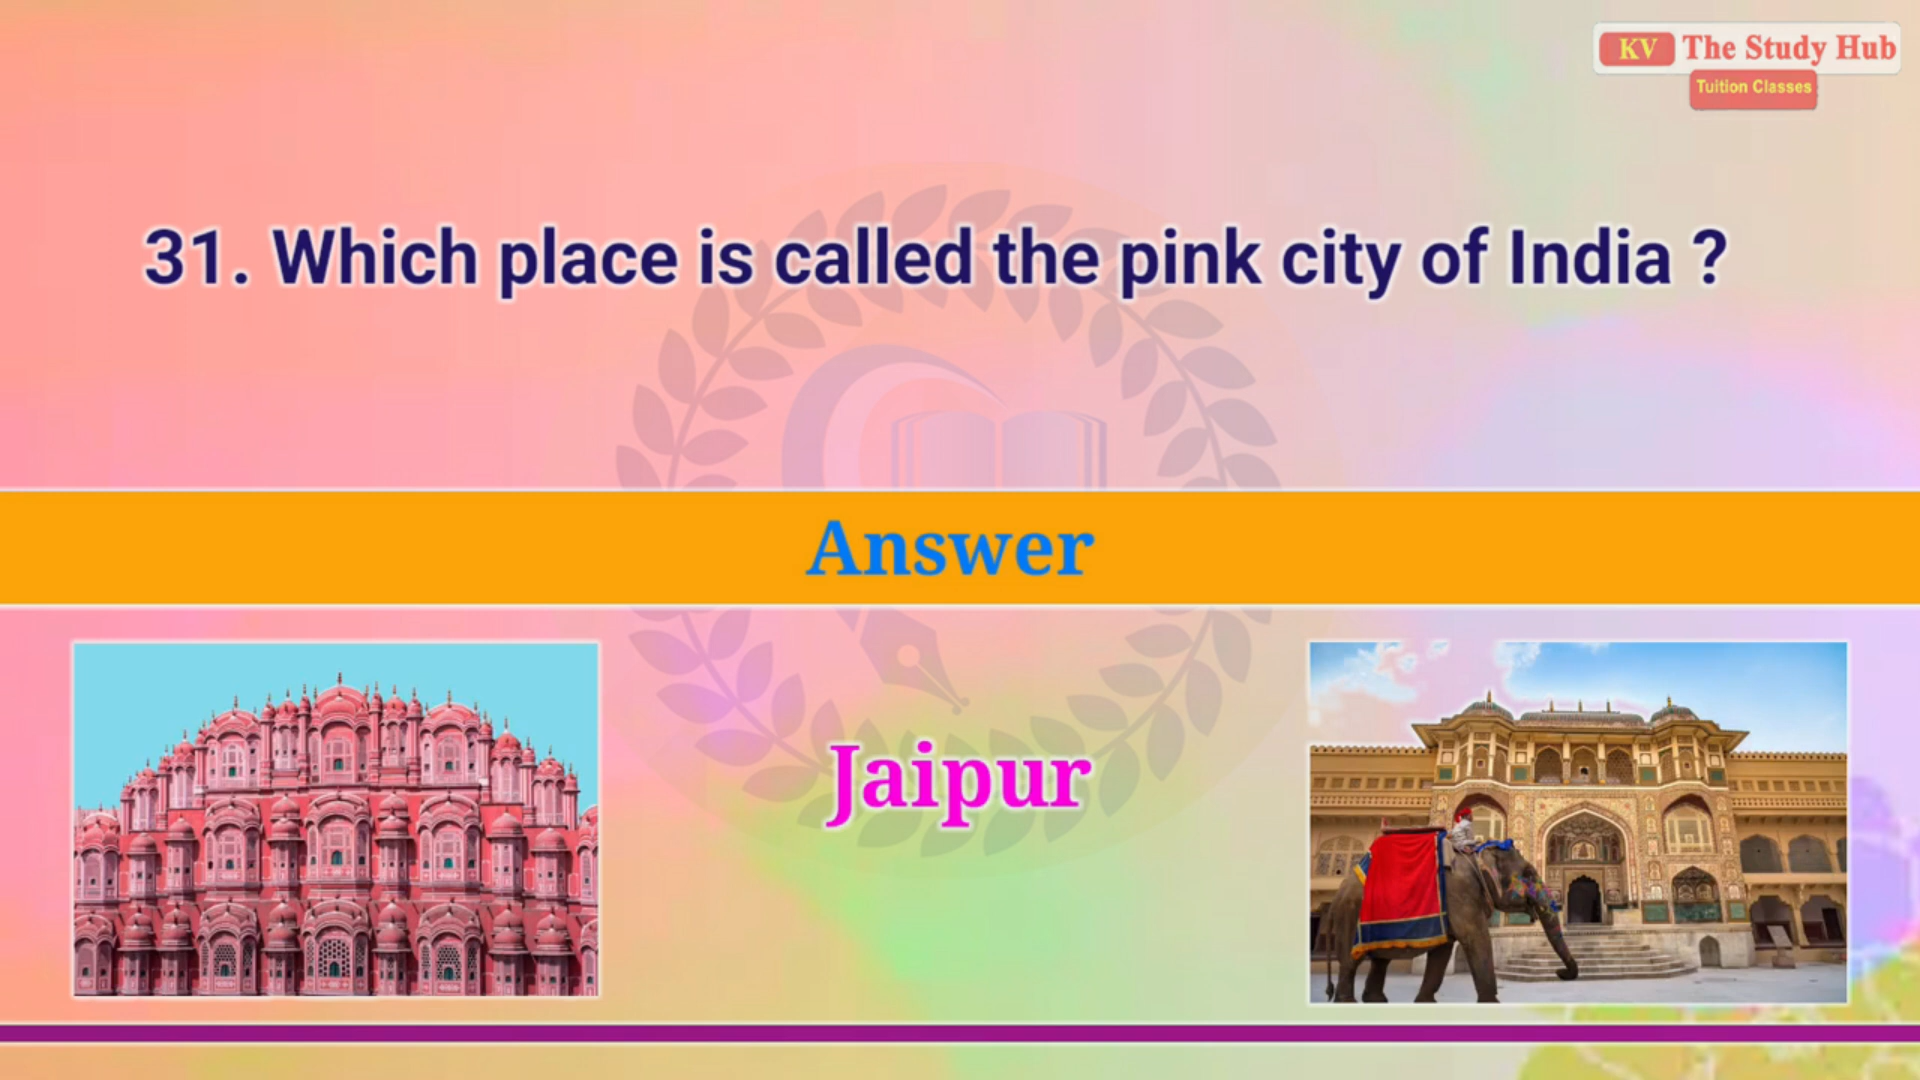 KV The Study Hub
Tuition Classes
31. Which place is called the pink city of India ?
Answer
Jaipur